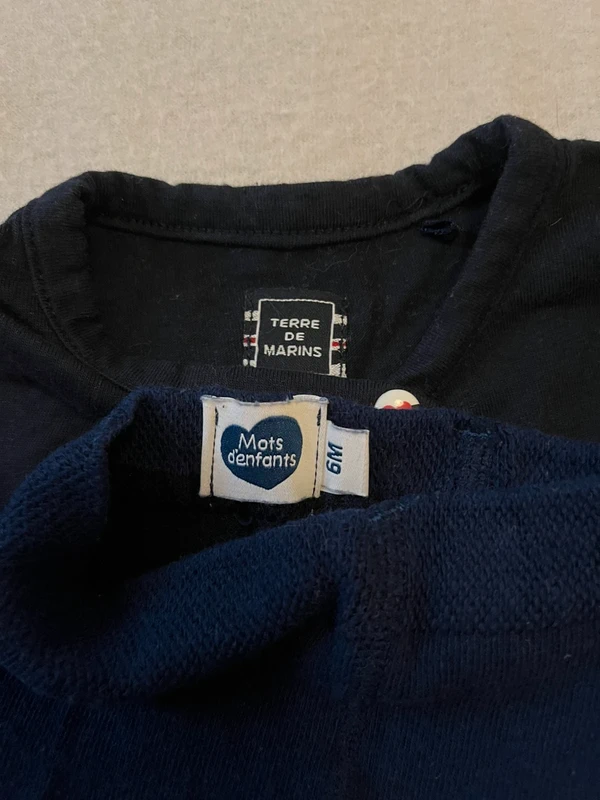 TERRE
DE
MARINS
Mots
d'enfants
6M